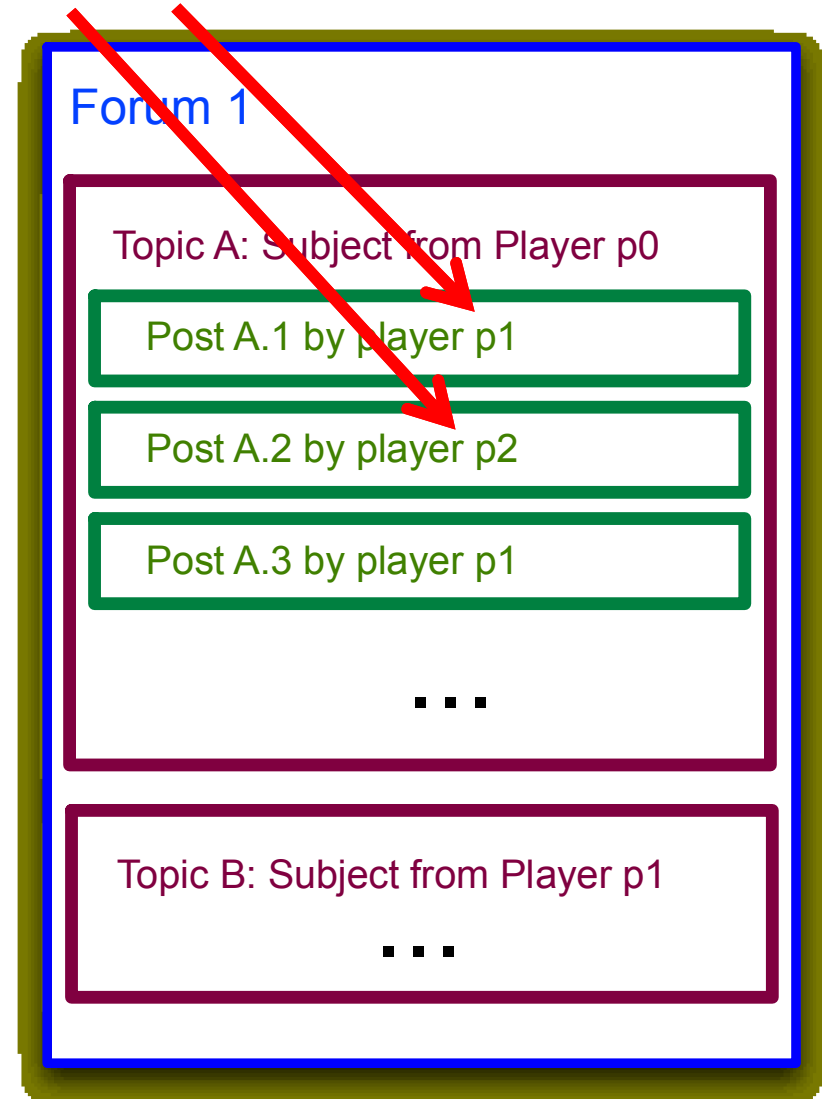 Forum 1
Topic A: Subject from Player p0
Post A.1 by player p1
Post A.2 by player p2
Post A.3 by player p1
...
Topic B: Subject from Player p1
...